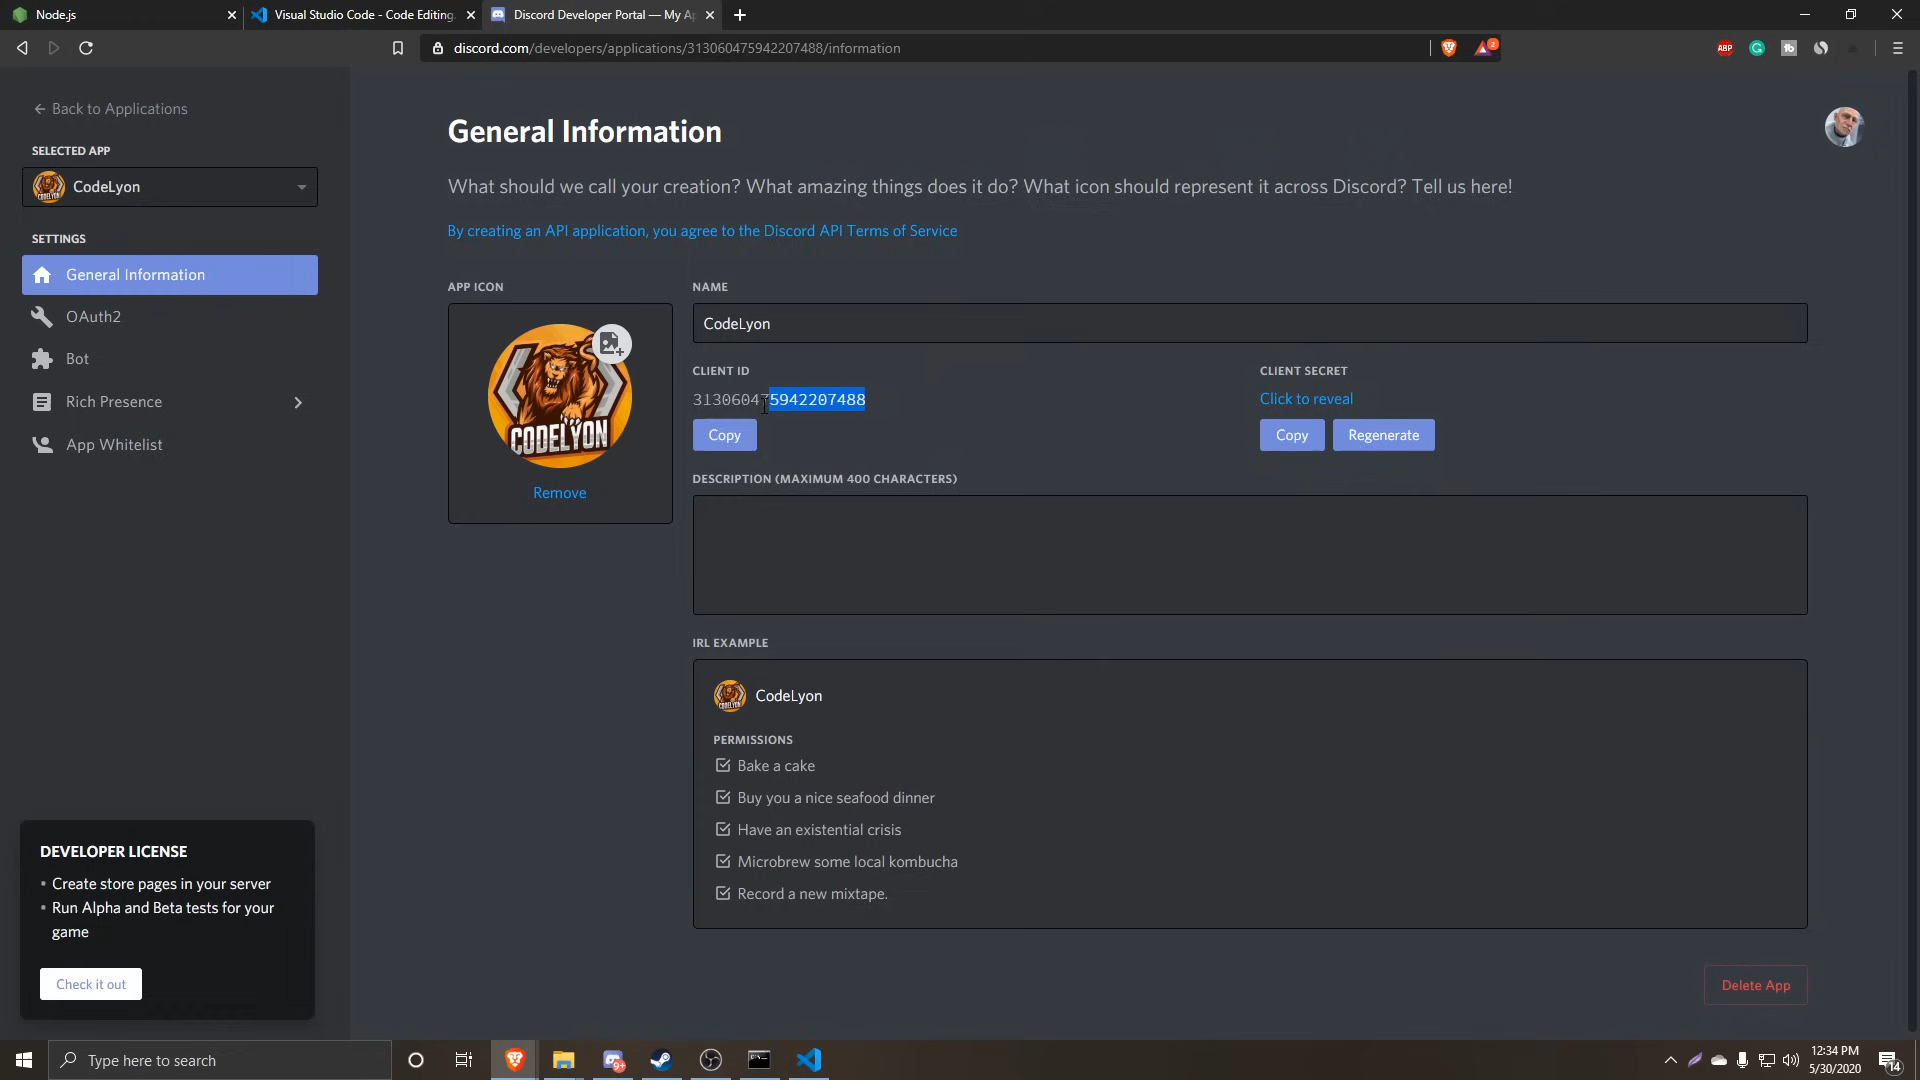 Node.js
Visual Studio Code - Code Editing.
Discord Developer Portal — My Ap
discord.com/developers/applications/313060475942207488/information
2
ABP
Back to Applications
SELECTED APP
CodeLyon
SETTINGS
General Information
OAuth2
Bot
Rich Presence
App Whitelist
DEVELOPER LICENSE
• Create store pages in your server
• Run Alpha and Beta tests for your
game
Check it out
General Information
What should we call your creation? What amazing things does it do? What icon should represent it across Discord? Tell us here!
By creating an API application, you agree to the Discord API Terms of Service
APP ICON
CODELYON
Remove
NAME
CodeLyon
CLIENT ID
313060475942207488
Copy
CLIENT SECRET
Click to reveal
Copy
Regenerate
DESCRIPTION (MAXIMUM 400 CHARACTERS)
IRL EXAMPLE
CodeLyon
PERMISSIONS
Bake a cake
Buy you a nice seafood dinner
Have an existential crisis
Microbrew some local kombucha
Record a new mixtape.
Delete App
Type here to search
9+
12:34 PM
5/30/2020
14